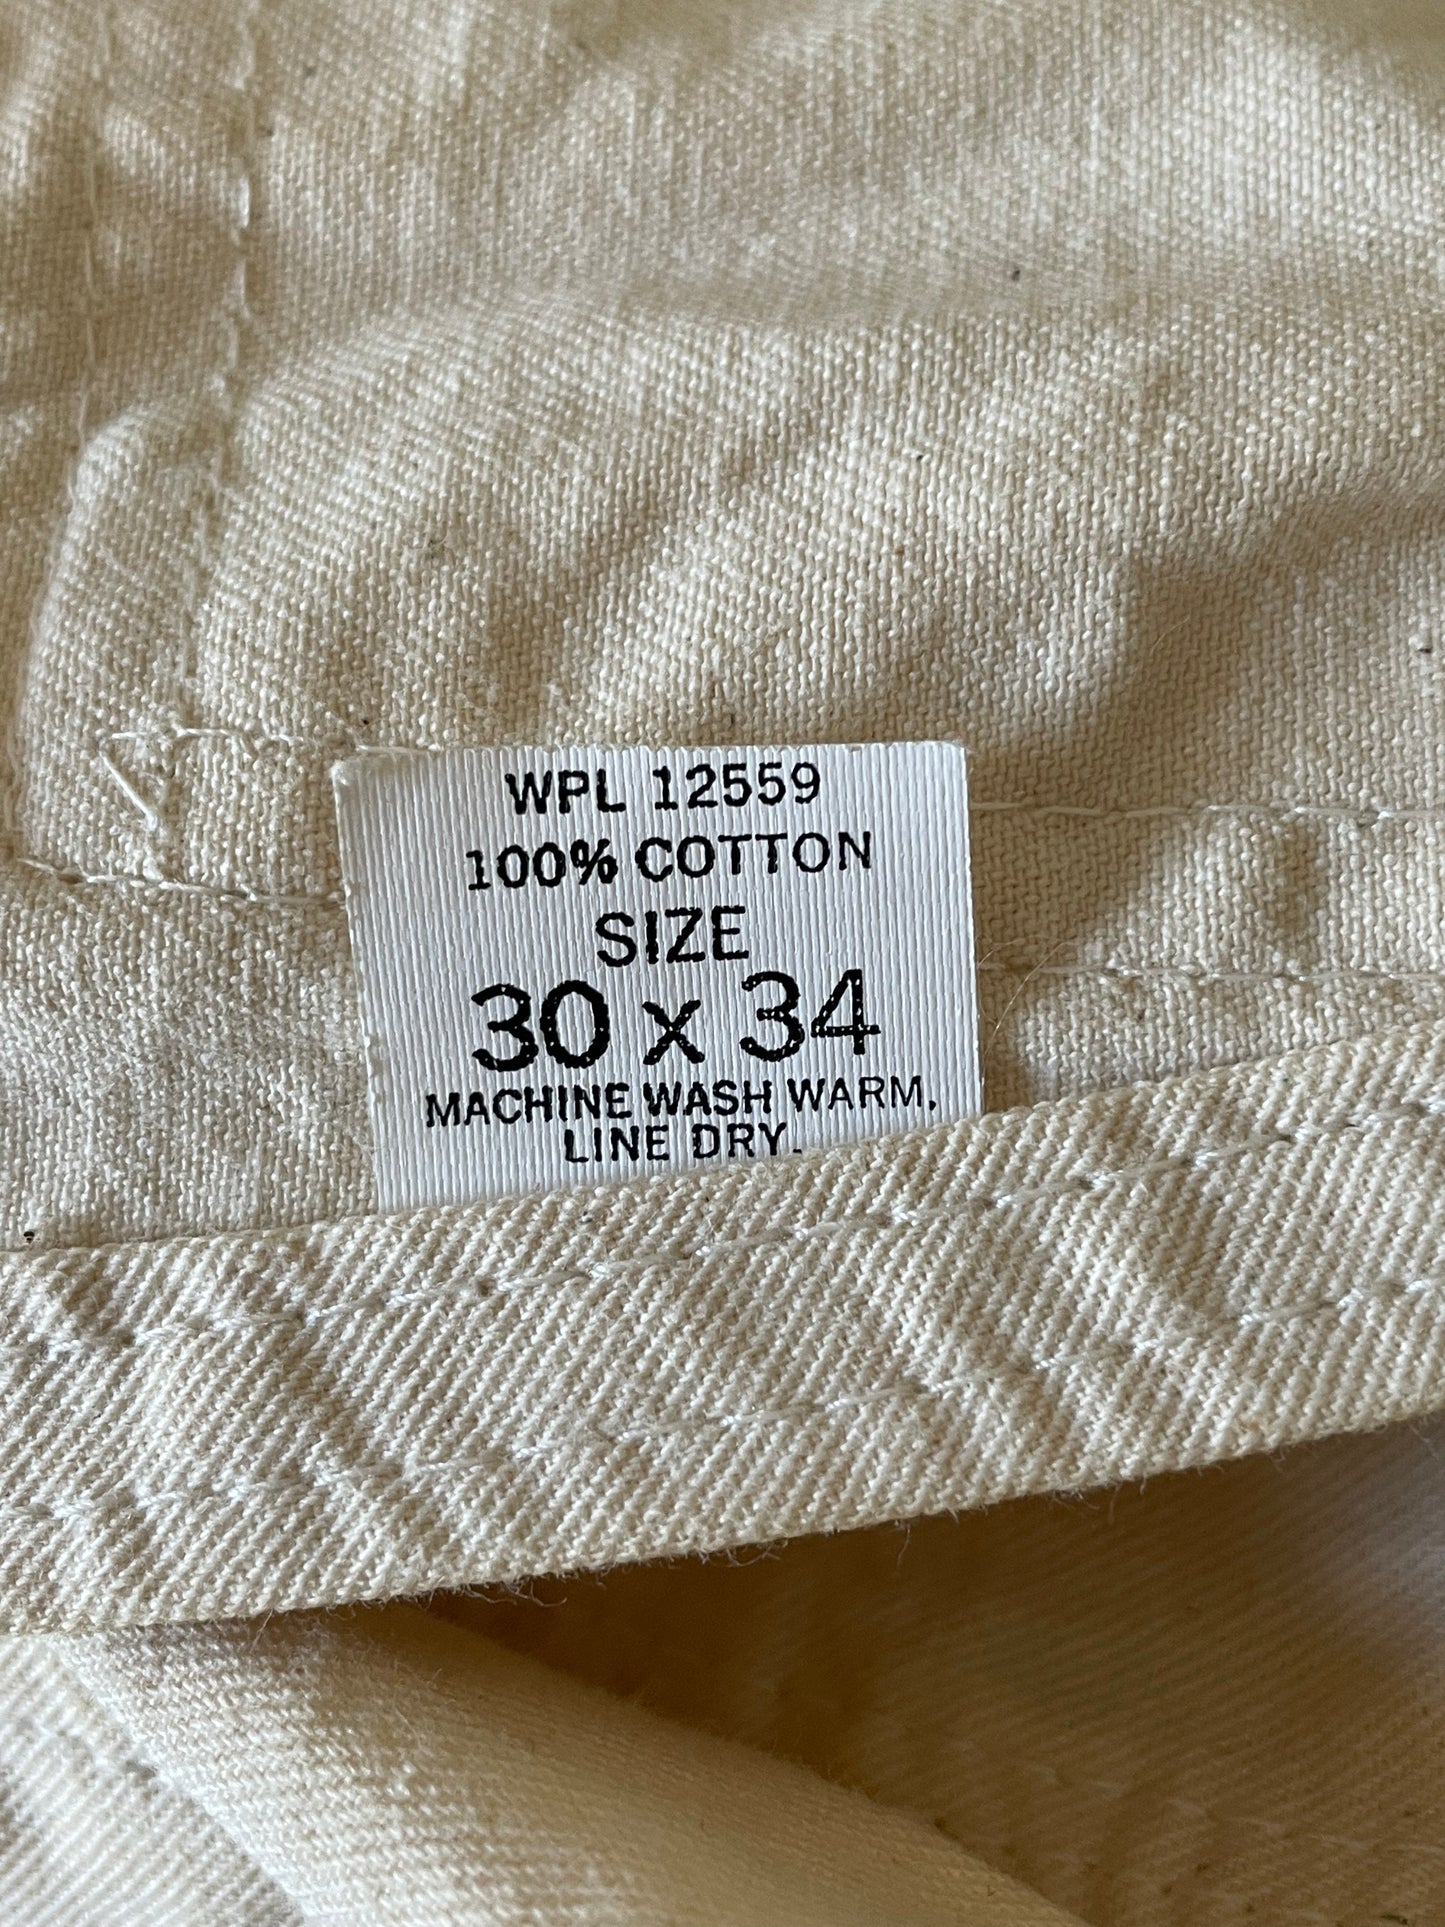 WPL 12559
100% COTTON
SIZE
30 x 34
MACHINE WASH WARM.
LINE DRY.